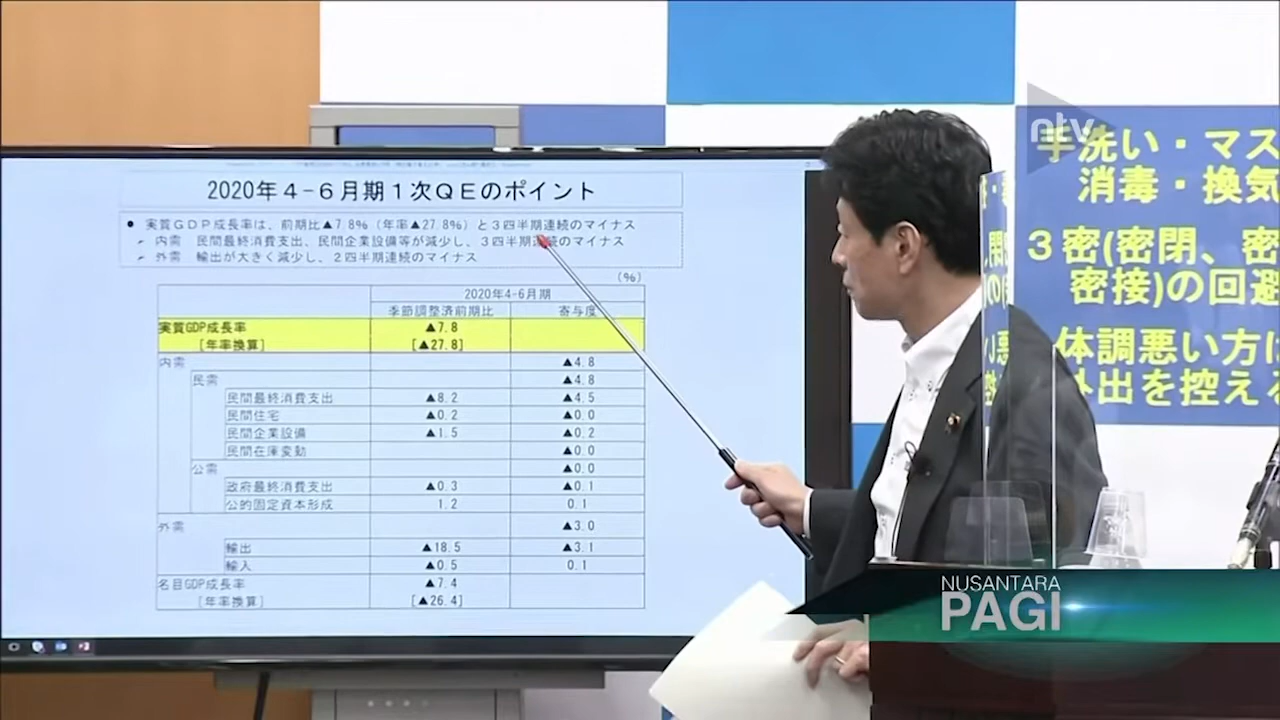 2020年4-6月期1次QEのポイント
● 実質GDP成長率は、前期比▲7.8%（年率▲27.8%）と3四半期連続のマイナス
内需 民間最終消費支出、民間企業設備等が減少し、3四半期連続のマイナス
外需 輸出が大きく減少し、2四半期連続のマイナス
(%)
2020年4-6月期
季節調整済前期比 寄与度
実質GDP成長率 ▲7.8
[年率換算] [▲27.8]
内需 ▲4.8
民需 ▲4.8
民間最終消費支出 ▲8.2 ▲4.5
民間住宅 ▲0.2 ▲0.0
民間企業設備 ▲1.5 ▲0.2
民間在庫変動 ▲0.0
公需 ▲0.0
政府最終消費支出 ▲0.3 ▲0.1
公的固定資本形成 1.2 0.1
外需 ▲3.0
輸出 ▲18.5 ▲3.1
輸入 ▲0.5 0.1
名目GDP成長率 ▲7.4
[年率換算] [▲26.4]
ntv
手洗い・マス
消毒・換気
3密(密閉、密
密接)の回避
体調悪い方は
外出を控える
NUSANTARA
PAGI